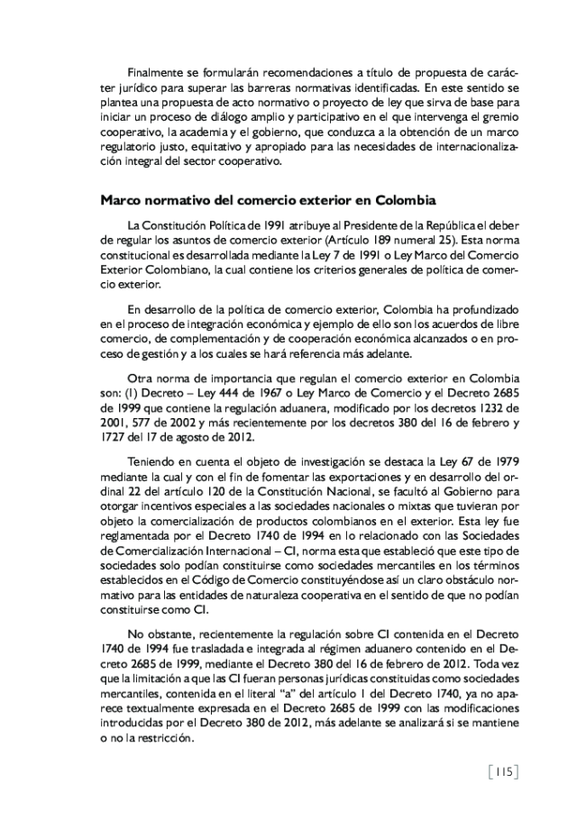 Finalmente se formularán recomendaciones a título de propuesta de carác-
ter jurídico para superar las barreras normativas identificadas. En este sentido se
plantea una propuesta de acto normativo o proyecto de ley que sirva de base para
iniciar un proceso de diálogo amplio y participativo en el que intervenga el gremio
cooperativo, la academia y el gobierno, que conduzca a la obtención de un marco
regulatorio justo, equitativo y apropiado para las necesidades de internacionaliza-
ción integral del sector cooperativo.
Marco normativo del comercio exterior en Colombia
La Constitución Política de 1991 atribuye al Presidente de la República el deber
de regular los asuntos de comercio exterior (Artículo 189 numeral 25). Esta norma
constitucional es desarrollada mediante la Ley 7 de 1991 o Ley Marco del Comercio
Exterior Colombiano, la cual contiene los criterios generales de política de comer-
cio exterior.
En desarrollo de la política de comercio exterior, Colombia ha profundizado
en el proceso de integración económica y ejemplo de ello son los acuerdos de libre
comercio, de complementación y de cooperación económica alcanzados o en pro-
ceso de gestión y a los cuales se hará referencia más adelante.
Otra norma de importancia que regulan el comercio exterior en Colombia
son: (1) Decreto – Ley 444 de 1967 o Ley Marco de Comercio y el Decreto 2685
de 1999 que contiene la regulación aduanera, modificado por los decretos 1232 de
2001, 577 de 2002 y más recientemente por los decretos 380 del 16 de febrero y
1727 del 17 de agosto de 2012.
Teniendo en cuenta el objeto de investigación se destaca la Ley 67 de 1979
mediante la cual y con el fin de fomentar las exportaciones y en desarrollo del or-
dinal 22 del artículo 120 de la Constitución Nacional, se facultó al Gobierno para
otorgar incentivos especiales a las sociedades nacionales o mixtas que tuvieran por
objeto la comercialización de productos colombianos en el exterior. Esta ley fue
reglamentada por el Decreto 1740 de 1994 en lo relacionado con las Sociedades
de Comercialización Internacional – CI, norma esta que estableció que este tipo de
sociedades solo podían constituirse como sociedades mercantiles en los términos
establecidos en el Código de Comercio constituyéndose así un claro obstáculo nor-
mativo para las entidades de naturaleza cooperativa en el sentido de que no podían
constituirse como CI.
No obstante, recientemente la regulación sobre CI contenida en el Decreto
1740 de 1994 fue trasladada e integrada al régimen aduanero contenido en el De-
creto 2685 de 1999, mediante el Decreto 380 del 16 de febrero de 2012. Toda vez
que la limitación a que las CI fueran personas jurídicas constituidas como sociedades
mercantiles, contenida en el literal “a” del artículo 1 del Decreto 1740, ya no apa-
rece textualmente expresada en el Decreto 2685 de 1999 con las modificaciones
introducidas por el Decreto 380 de 2012, más adelante se analizará si se mantiene
o no la restricción.
[115]